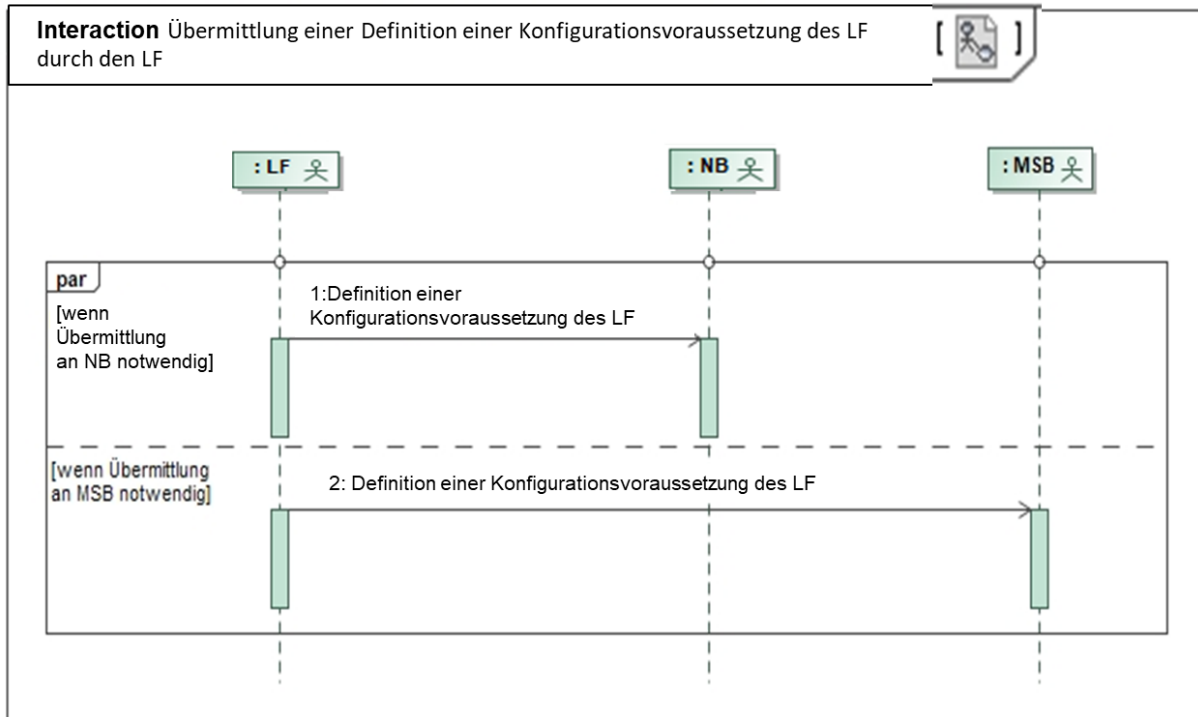 Interaction Übermittlung einer Definition einer Konfigurationsvoraussetzung des LF
durch den LF
[ ]
: LF
: NB
: MSB
par
[wenn
Übermittlung
an NB notwendig]
1:Definition einer
Konfigurationsvoraussetzung des LF
[wenn Übermittlung
an MSB notwendig]
2: Definition einer Konfigurationsvoraussetzung des LF